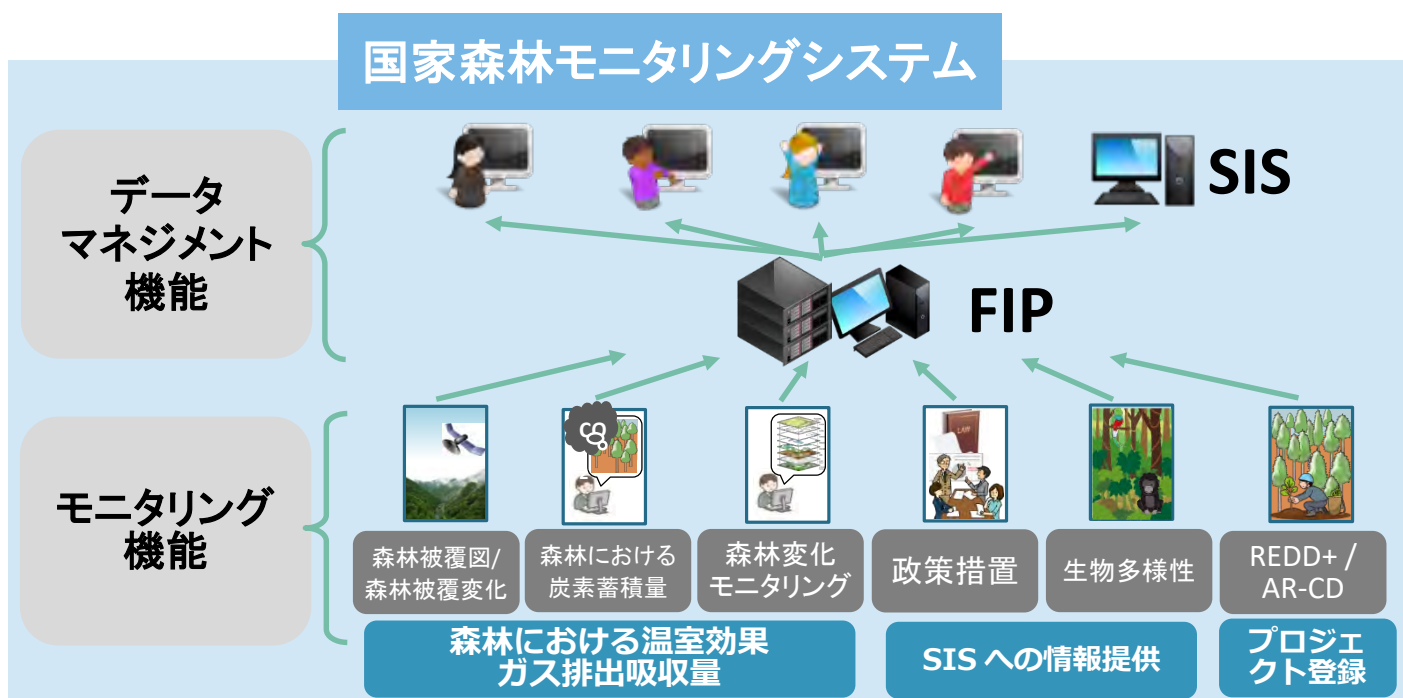 国家森林モニタリングシステム
データ
マネジメント
機能
SIS
FIP
モニタリング
機能
LAW
森林被覆図/
森林被覆変化
森林における
炭素蓄積量
森林変化
モニタリング
政策措置
生物多様性
REDD+ /
AR-CD
森林における温室効果
ガス排出吸収量
SIS への情報提供
プロジェ
クト登録